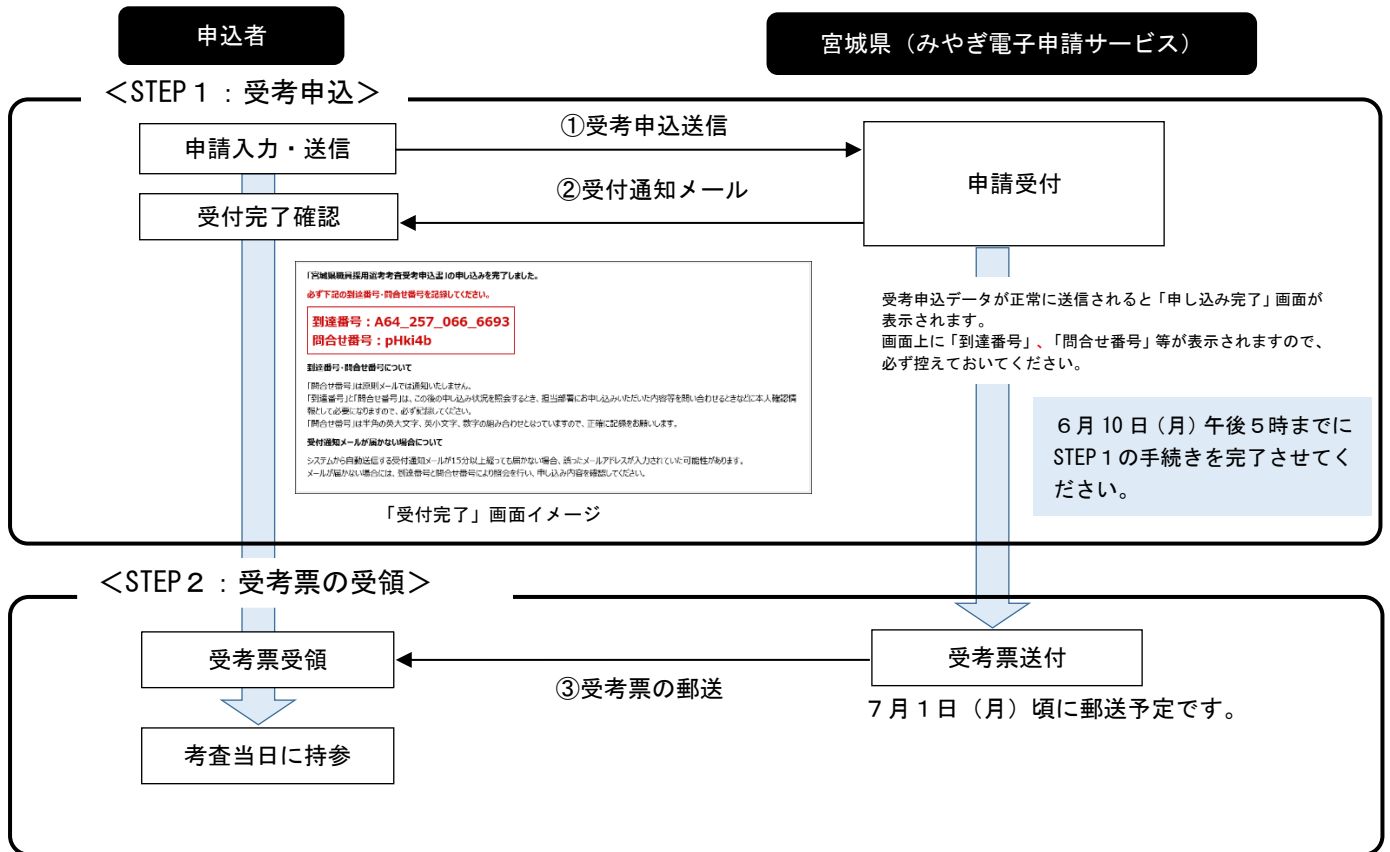 申込者
宮城県（みやぎ電子申請サービス）
＜STEP１：受考申込＞
①受考申込送信
申請入力・送信
申請受付
②受付通知メール
受付完了確認
「宮城県職員採用選考考査受考申込書」の申し込みを完了しました。
必ず下記の到達番号・問合せ番号を記録してください。
到達番号：A64_257_066_6693
問合せ番号：pHki4b
到達番号・問合せ番号について
「問合せ番号」は原則メールでは通知いたしません。
「到達番号」と「問合せ番号」は、この後の申し込み状況を照会するとき、担当部署にお申し込みいただいた内容等を問い合わせるときなどに本人確認情
報として必要になりますので、必ず記録してください。
「問合せ番号」は半角の英大文字、英小文字、数字の組み合わせとなっていますので、正確に記録をお願いします。
受付通知メールが届かない場合について
システムから自動送信する受付通知メールが15分以上経っても届かない場合、誤ったメールアドレスが入力されていた可能性があります。
メールが届かない場合には、到達番号と問合せ番号により照会を行い、申し込み内容を確認してください。
「受付完了」画面イメージ
受考申込データが正常に送信されると「申し込み完了」画面が
表示されます。
画面上に「到達番号」、「問合せ番号」等が表示されますので、
必ず控えておいてください。
６月 10 日（月）午後５時までに
STEP１の手続きを完了させてく
ださい。
＜STEP２：受考票の受領＞
受考票受領
受考票送付
③受考票の郵送
７月１日（月）頃に郵送予定です。
考査当日に持参